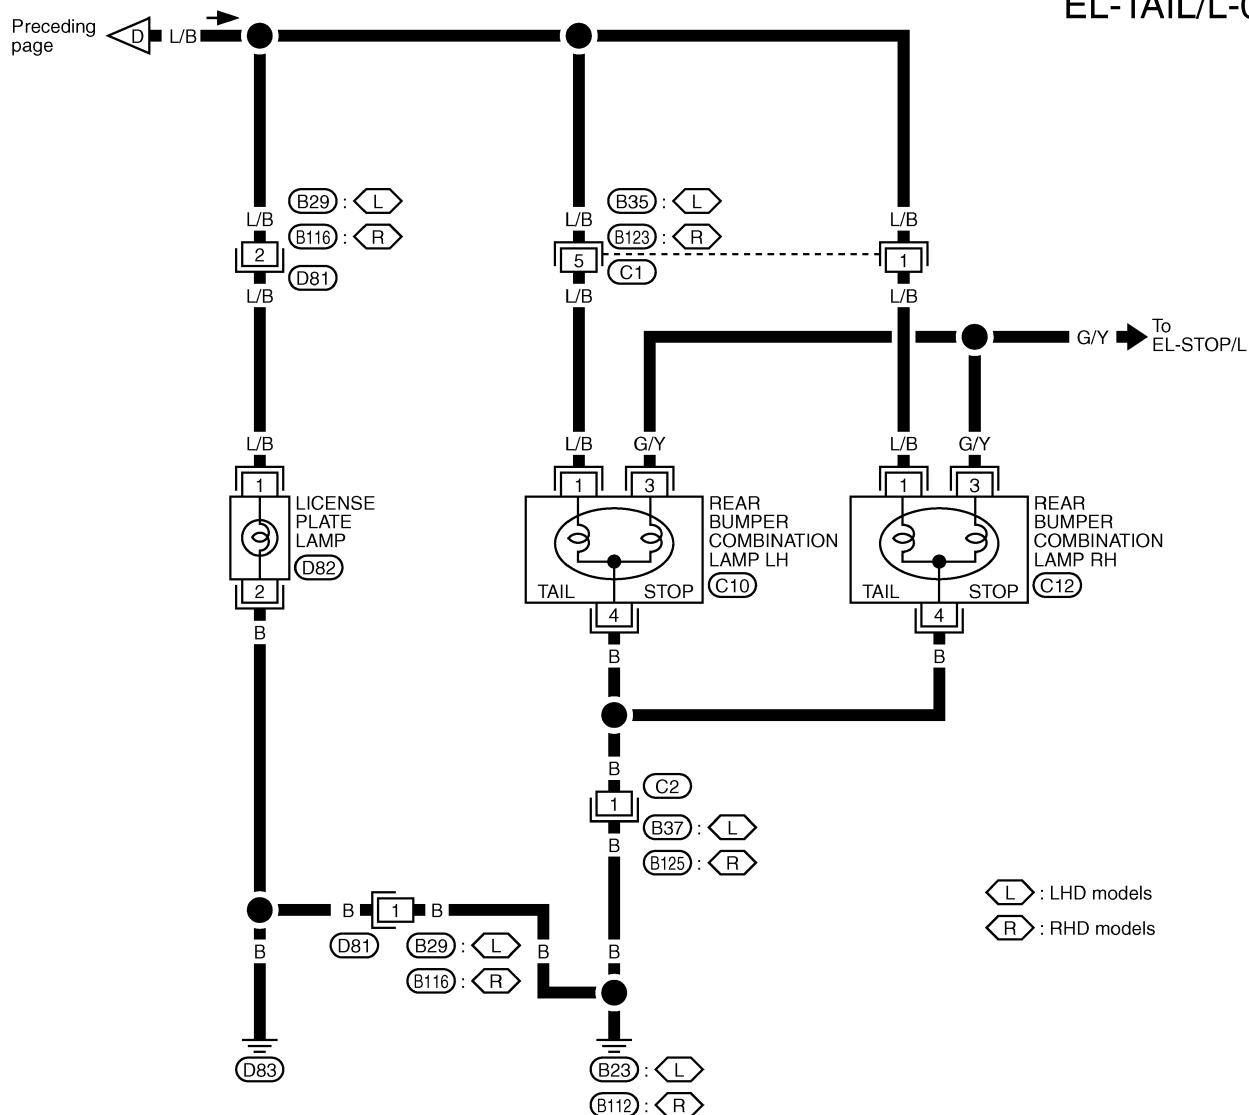 EL-TAIL/L-0
Preceding
page
D
L/B
B29 : L
B116 : R
L/B
2
D81
L/B
B35 : L
B123 : R
L/B
5
C1
L/B
L/B
1
L/B
G/Y
To
EL-STOP/L
L/B
1
LICENSE
PLATE
LAMP
D82
2
B
L/B
G/Y
1
3
REAR
BUMPER
COMBINATION
LAMP LH
C10
TAIL
STOP
4
B
L/B
G/Y
1
3
REAR
BUMPER
COMBINATION
LAMP RH
C12
TAIL
STOP
4
B
B
C2
1
B37 : L
B
B125 : R
L : LHD models
R : RHD models
B
1
B
D81
B29 : L
B116 : R
B
B
B
D83
B23 : L
B112 : R